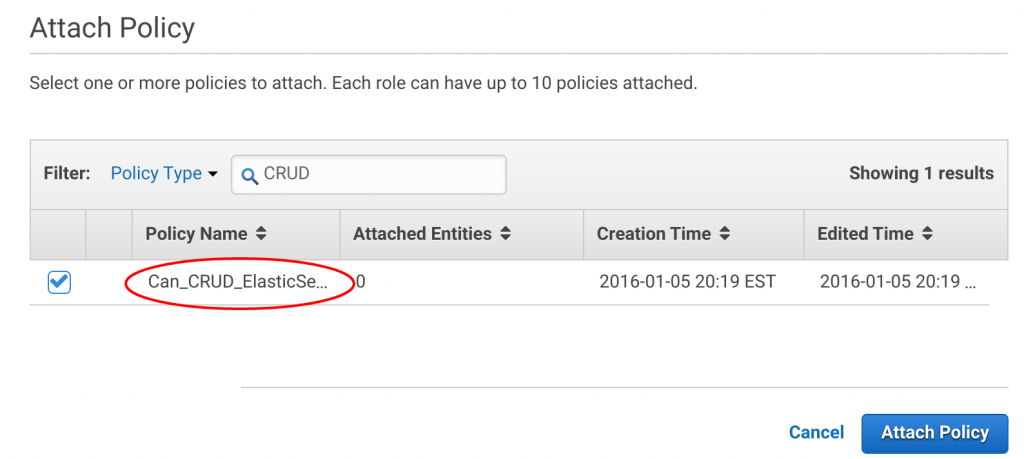 Attach Policy
Select one or more policies to attach. Each role can have up to 10 policies attached.
Filter: Policy Type CRUD Showing 1 results
Policy Name Attached Entities Creation Time Edited Time
Can_CRUD_ElasticSe... 0 2016-01-05 20:19 EST 2016-01-05 20:19 ...
Cancel Attach Policy